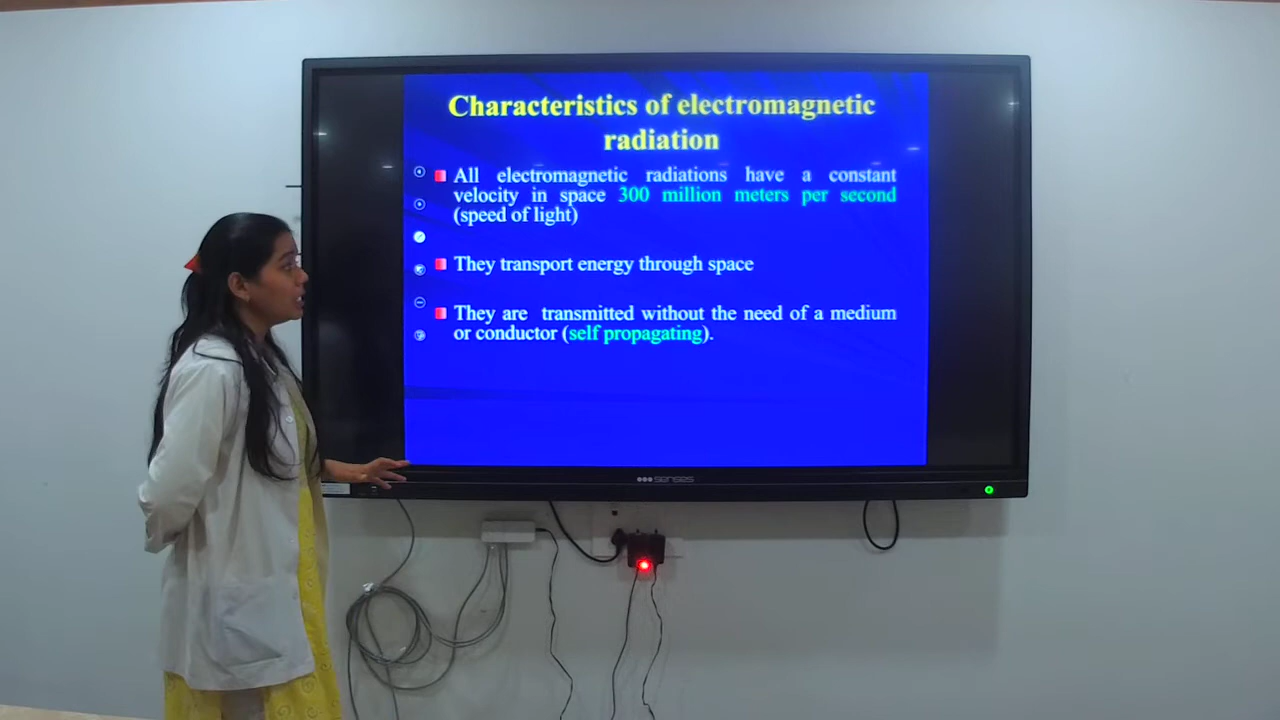 Characteristics of electromagnetic
radiation
All electromagnetic radiations have a constant
velocity in space 300 million meters per second
(speed of light)
They transport energy through space
They are transmitted without the need of a medium
or conductor (self propagating).
senses